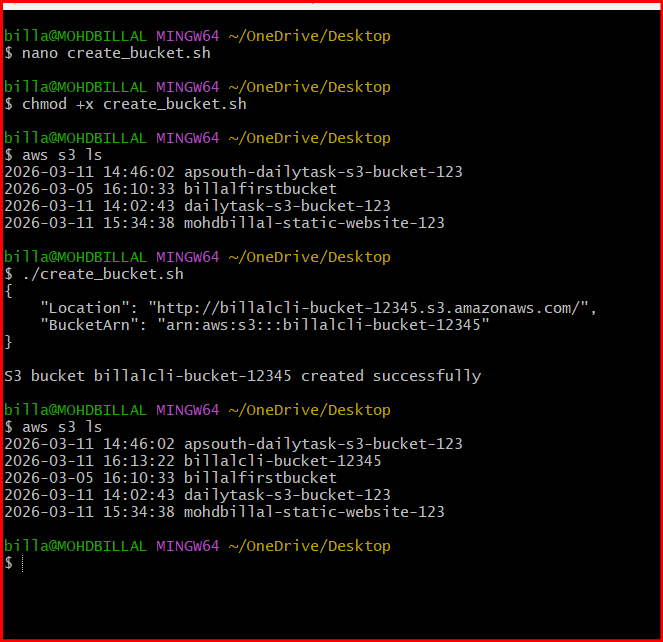 billa@MOHDBILLAL MINGW64 ~/OneDrive/Desktop
$ nano create_bucket.sh
billa@MOHDBILLAL MINGW64 ~/OneDrive/Desktop
$ chmod +x create_bucket.sh
billa@MOHDBILLAL MINGW64 ~/OneDrive/Desktop
$ aws s3 ls
2026-03-11 14:46:02 apsouth-dailytask-s3-bucket-123
2026-03-05 16:10:33 billalfirstbucket
2026-03-11 14:02:43 dailytask-s3-bucket-123
2026-03-11 15:34:38 mohdbillal-static-website-123
billa@MOHDBILLAL MINGW64 ~/OneDrive/Desktop
$ ./create_bucket.sh
{
    "Location": "http://billalcli-bucket-12345.s3.amazonaws.com/",
    "BucketArn": "arn:aws:s3:::billalcli-bucket-12345"
}
S3 bucket billalcli-bucket-12345 created successfully
billa@MOHDBILLAL MINGW64 ~/OneDrive/Desktop
$ aws s3 ls
2026-03-11 14:46:02 apsouth-dailytask-s3-bucket-123
2026-03-11 16:13:22 billalcli-bucket-12345
2026-03-05 16:10:33 billalfirstbucket
2026-03-11 14:02:43 dailytask-s3-bucket-123
2026-03-11 15:34:38 mohdbillal-static-website-123
billa@MOHDBILLAL MINGW64 ~/OneDrive/Desktop
$